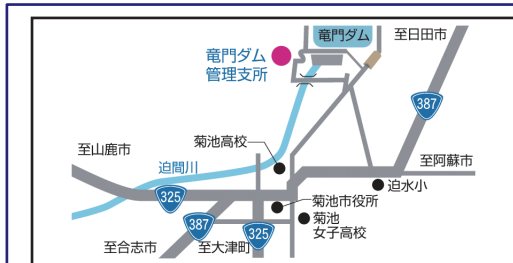 竜門ダム
至日田市
竜門ダム
管理支所
387
菊池高校
至山鹿市
迫間川
至阿蘇市
迫水小
325
菊池市役所
387
菊池
女子高校
325
至合志市
至大津町